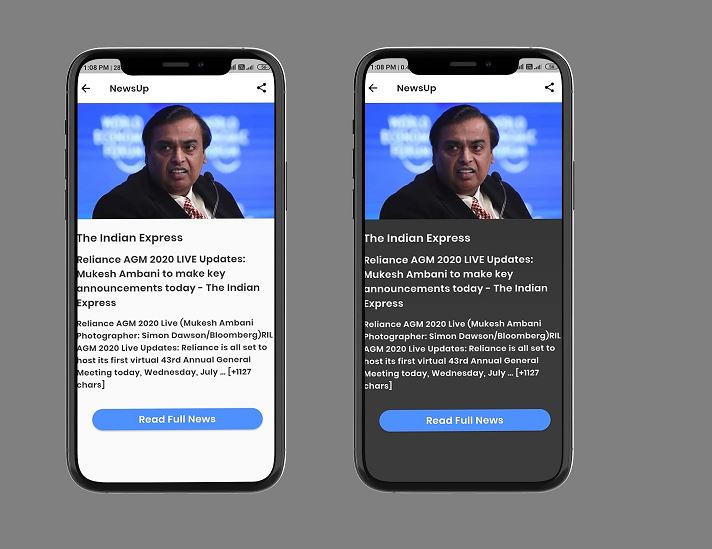 1:08 PM | 28
NewsUp
WORLD
ECONOMIC
FORUM
The Indian Express
Reliance AGM 2020 LIVE Updates:
Mukesh Ambani to make key
announcements today - The Indian
Express
Reliance AGM 2020 Live (Mukesh Ambani
Photographer: Simon Dawson/Bloomberg)RIL
AGM 2020 Live Updates: Reliance is all set to
host its first virtual 43rd Annual General
Meeting today, Wednesday, July ... [+1127
chars]
Read Full News
1:08 PM | 0.
NewsUp
The Indian Express
Reliance AGM 2020 LIVE Updates:
Mukesh Ambani to make key
announcements today - The Indian
Express
Reliance AGM 2020 Live (Mukesh Ambani
Photographer: Simon Dawson/Bloomberg)RIL
AGM 2020 Live Updates: Reliance is all set to
host its first virtual 43rd Annual General
Meeting today, Wednesday, July ... [+1127
chars]
Read Full News